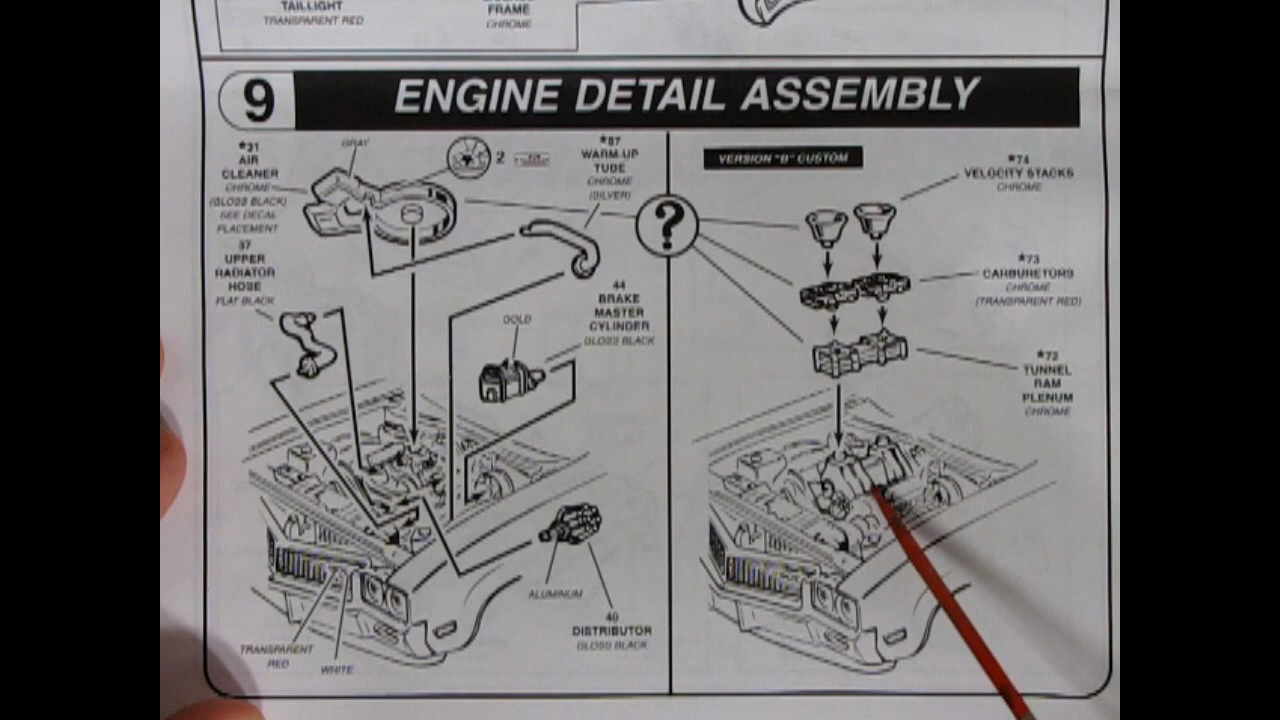 TAILLIGHT
TRANSPARENT RED
FRAME
CHROME
9
ENGINE DETAIL ASSEMBLY
★31
AIR
CLEANER
CHROME
(GLOSS BLACK)
SEE DECAL
PLACEMENT
GRAY
2
★87
WARM-UP
TUBE
CHROME
(SILVER)
37
UPPER
RADIATOR
HOSE
FLAT BLACK
GOLD
44
BRAKE
MASTER
CYLINDER
GLOSS BLACK
ALUMINUM
40
DISTRIBUTOR
GLOSS BLACK
TRANSPARENT
RED
WHITE
?
VERSION "B" CUSTOM
★74
VELOCITY STACKS
CHROME
★73
CARBURETORS
CHROME
(TRANSPARENT RED)
★72
TUNNEL
RAM
PLENUM
CHROME